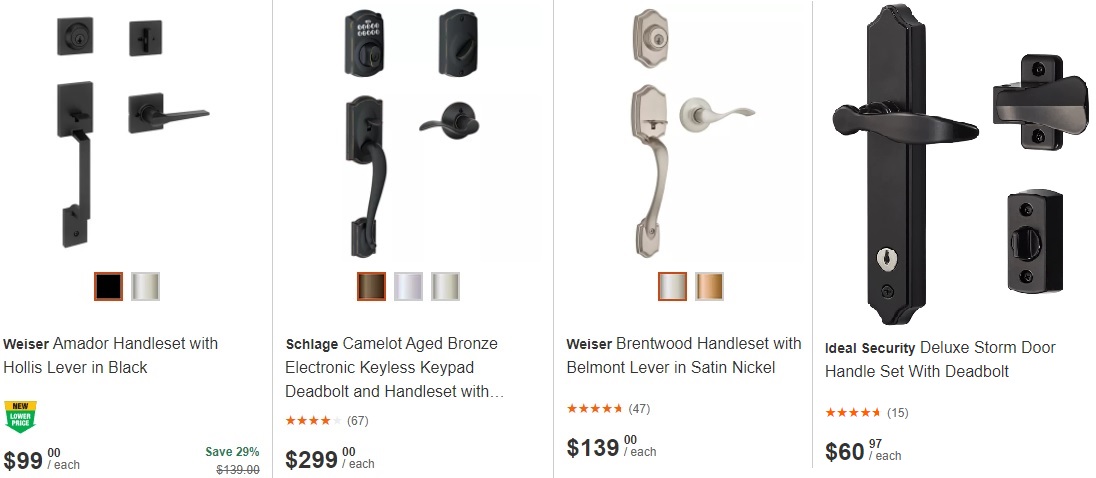 Weiser Amador Handleset with
Hollis Lever in Black
NEW
LOWER
PRICE
$99 00 / each
Save 29%
$139.00
Schlage Camelot Aged Bronze
Electronic Keyless Keypad
Deadbolt and Handleset with…
(67)
$299 00 / each
Weiser Brentwood Handleset with
Belmont Lever in Satin Nickel
(47)
$139 00 / each
Ideal Security Deluxe Storm Door
Handle Set With Deadbolt
(15)
$60 97 / each